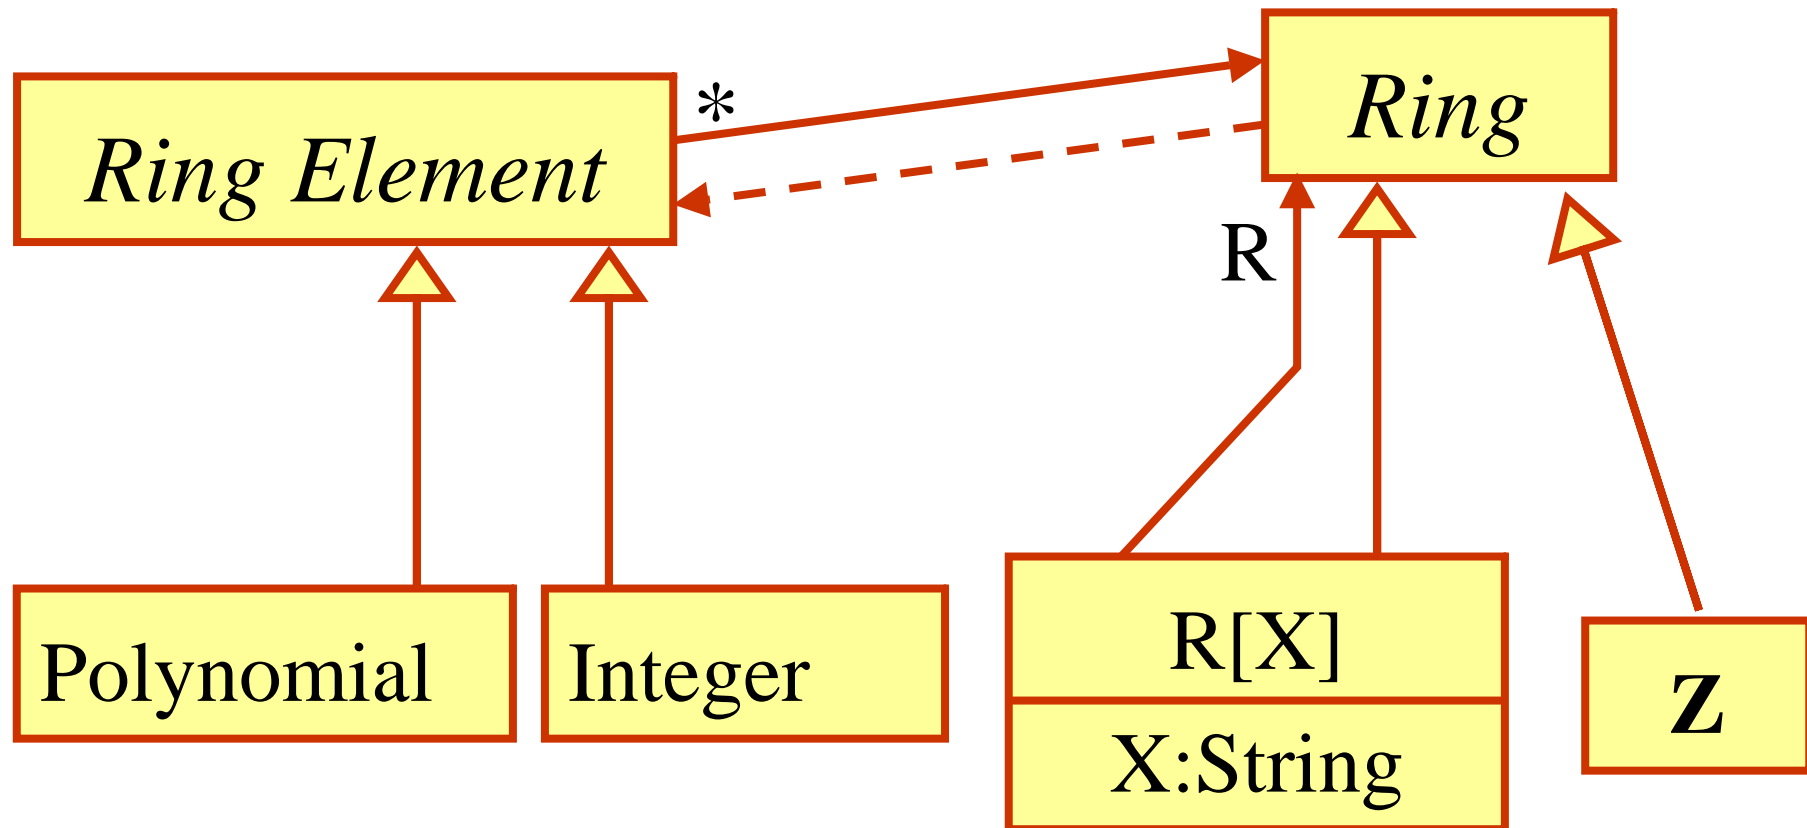 Ring
*
Ring Element
R
Polynomial
Integer
R[X]
Z
X:String